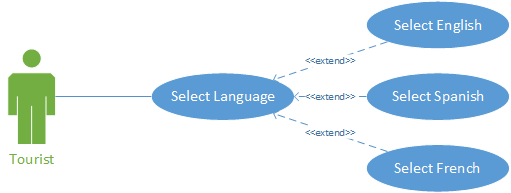 Select English
<<extend>>
Select Language
<<extend>>
Select Spanish
<<extend>>
Tourist
Select French